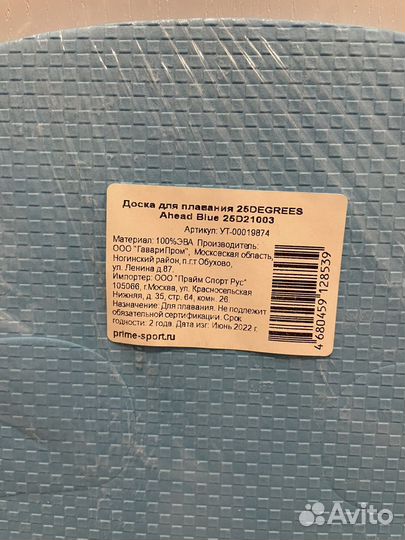 Доска для плавания 25DEGREES
Ahead Blue 25D21003
Артикул: УТ-00019874
Материал: 100%ЭВА Производитель:
ООО "ГавариПром", Московская область,
Ногинский район, п.г.т Обухово,
ул. Ленина д.87.
Импортер: ООО "Прайм Спорт Рус"
105066, г.Москва, ул. Красносельская
Нижняя, д. 35, стр. 64, комн. 26.
Назначение: Для плавания. Не подлежит
обязательной сертификации. Срок
годности: 2 года. Дата изг: Июнь 2022 г.
prime-sport.ru
4 680459 128539
Avito